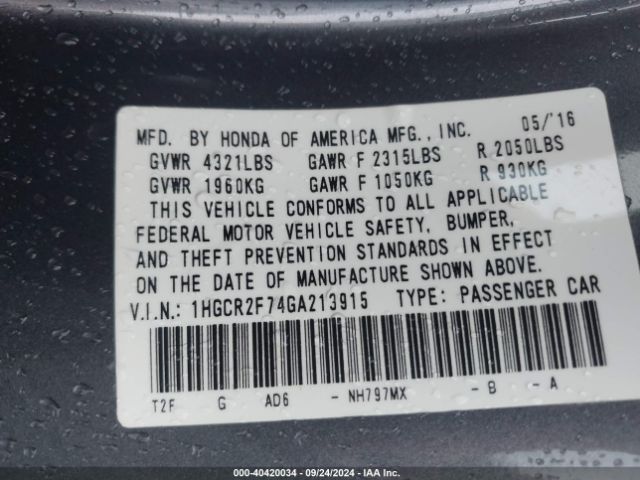 MFD. BY HONDA OF AMERICA MFG., INC. 05/'16
GVWR 4321LBS GAWR F 2315LBS R 2050LBS
GVWR 1960KG GAWR F 1050KG R 930KG
THIS VEHICLE CONFORMS TO ALL APPLICABLE
FEDERAL MOTOR VEHICLE SAFETY, BUMPER,
AND THEFT PREVENTION STANDARDS IN EFFECT
ON THE DATE OF MANUFACTURE SHOWN ABOVE.
V.I.N.: 1HGCR2F74GA213915 TYPE: PASSENGER CAR
T2F G AD6 - NH797MX - B - A
000-40420034 - 09/24/2024 - IAA Inc.